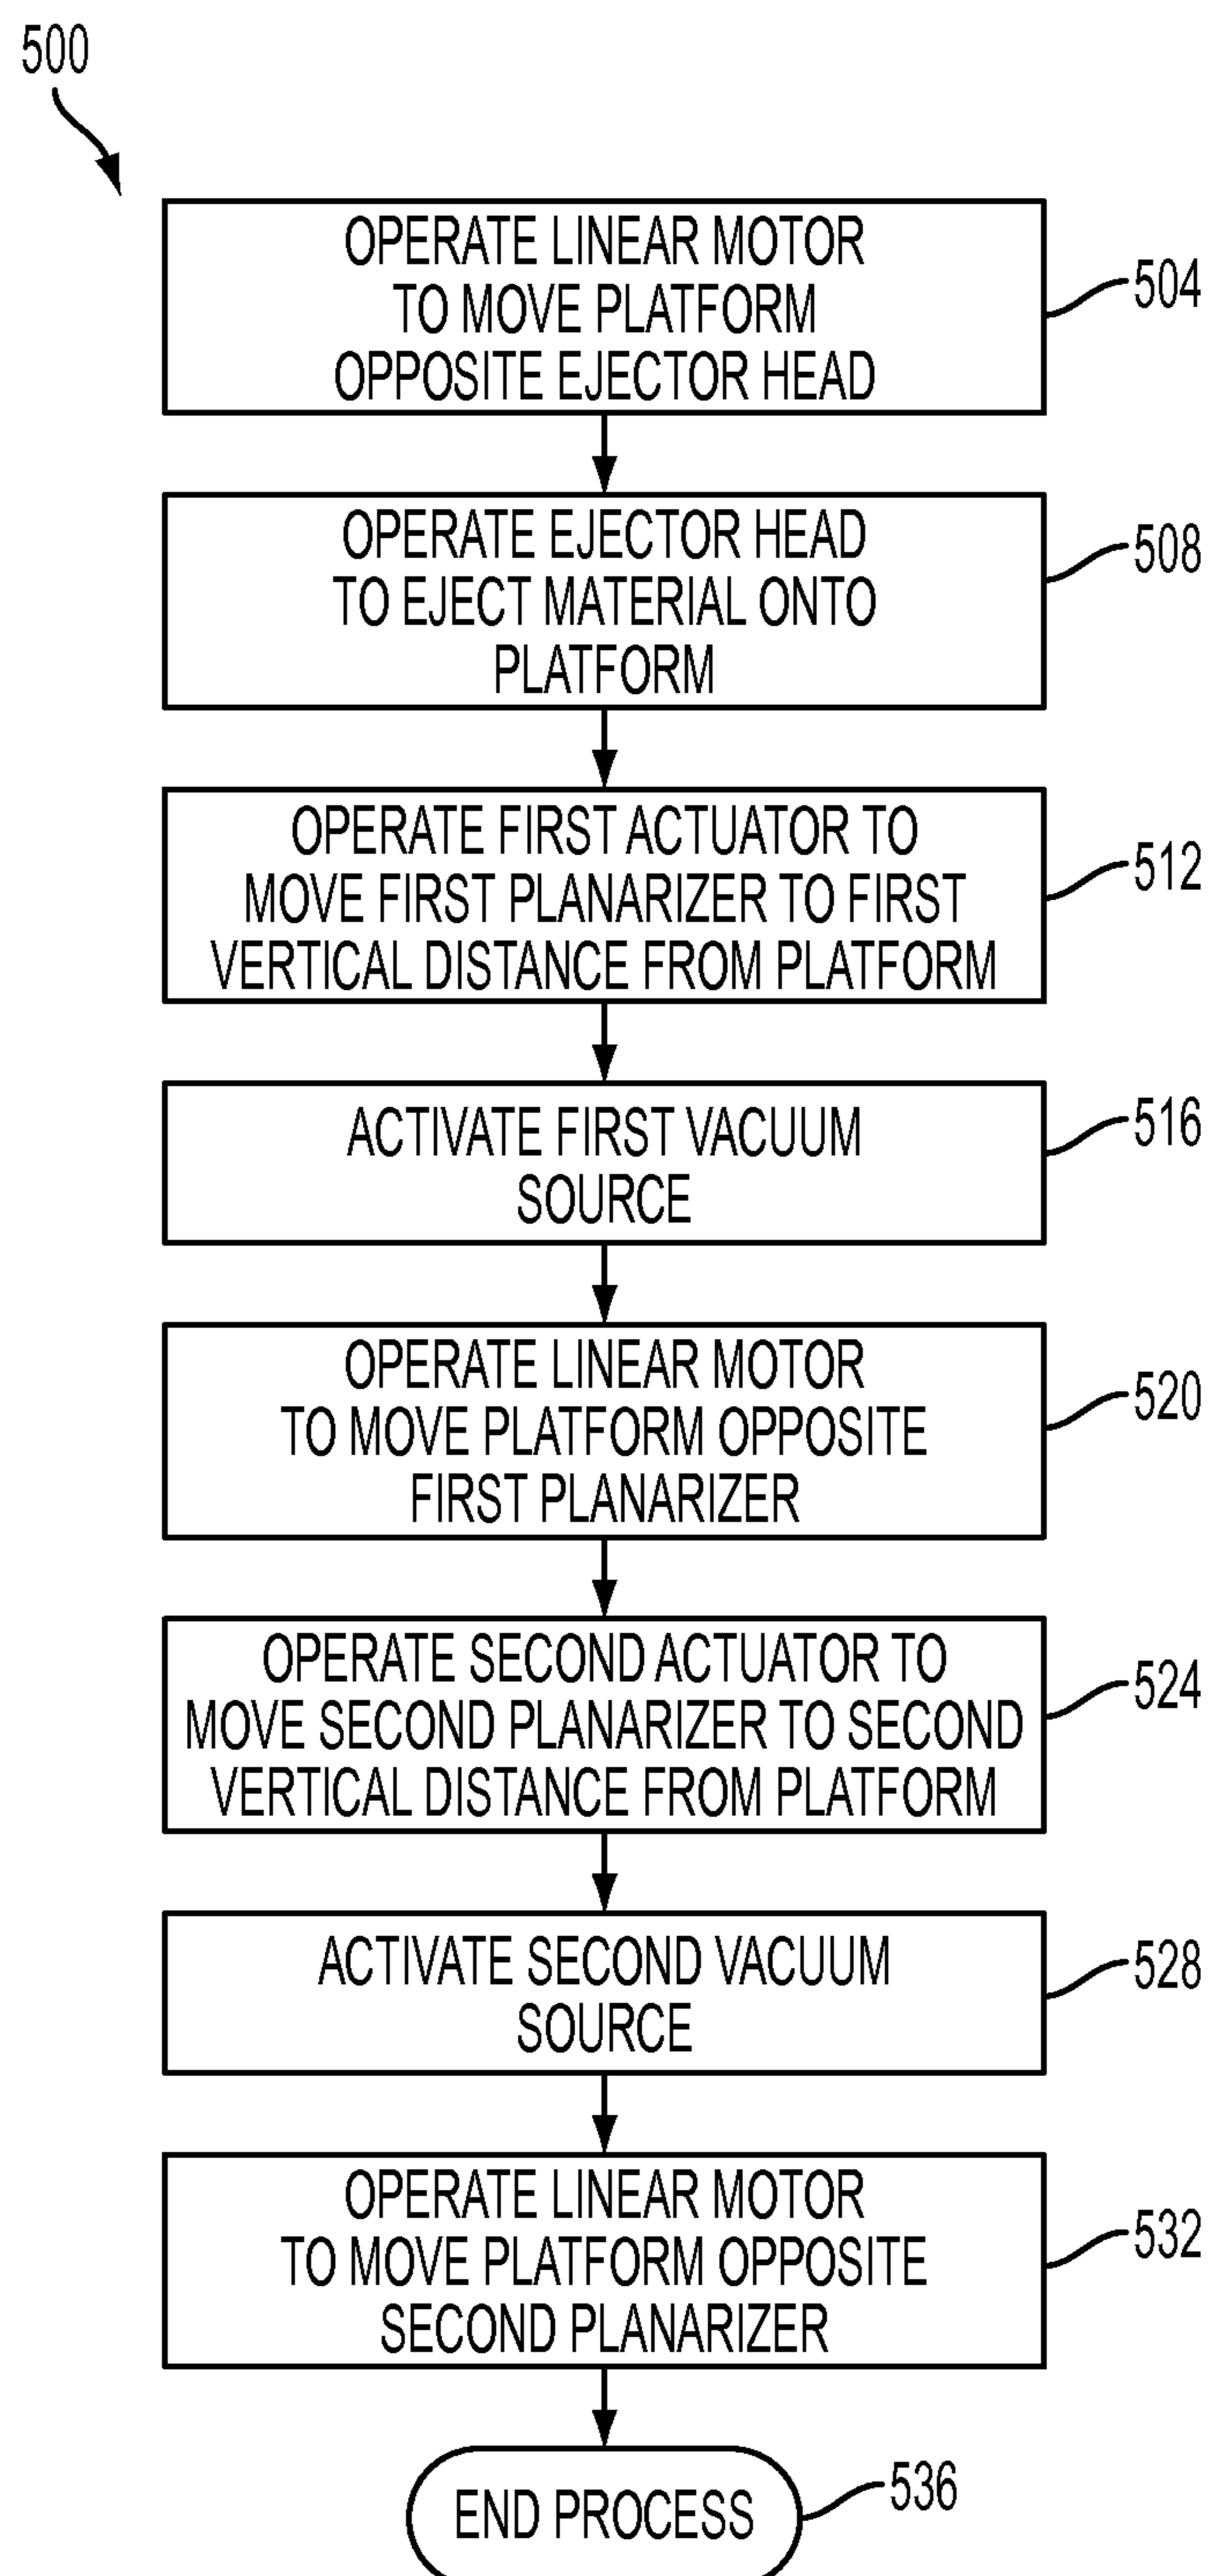 500
OPERATE LINEAR MOTOR
TO MOVE PLATFORM
OPPOSITE EJECTOR HEAD
504
OPERATE EJECTOR HEAD
TO EJECT MATERIAL ONTO
PLATFORM
508
OPERATE FIRST ACTUATOR TO
MOVE FIRST PLANARIZER TO FIRST
VERTICAL DISTANCE FROM PLATFORM
512
ACTIVATE FIRST VACUUM
SOURCE
516
OPERATE LINEAR MOTOR
TO MOVE PLATFORM OPPOSITE
FIRST PLANARIZER
520
OPERATE SECOND ACTUATOR TO
MOVE SECOND PLANARIZER TO SECOND
VERTICAL DISTANCE FROM PLATFORM
524
ACTIVATE SECOND VACUUM
SOURCE
528
OPERATE LINEAR MOTOR
TO MOVE PLATFORM OPPOSITE
SECOND PLANARIZER
532
END PROCESS
536